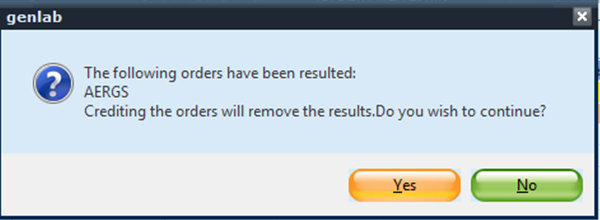 genlab
The following orders have been resulted:
AERGS
Crediting the orders will remove the results.Do you wish to continue?
Yes
No